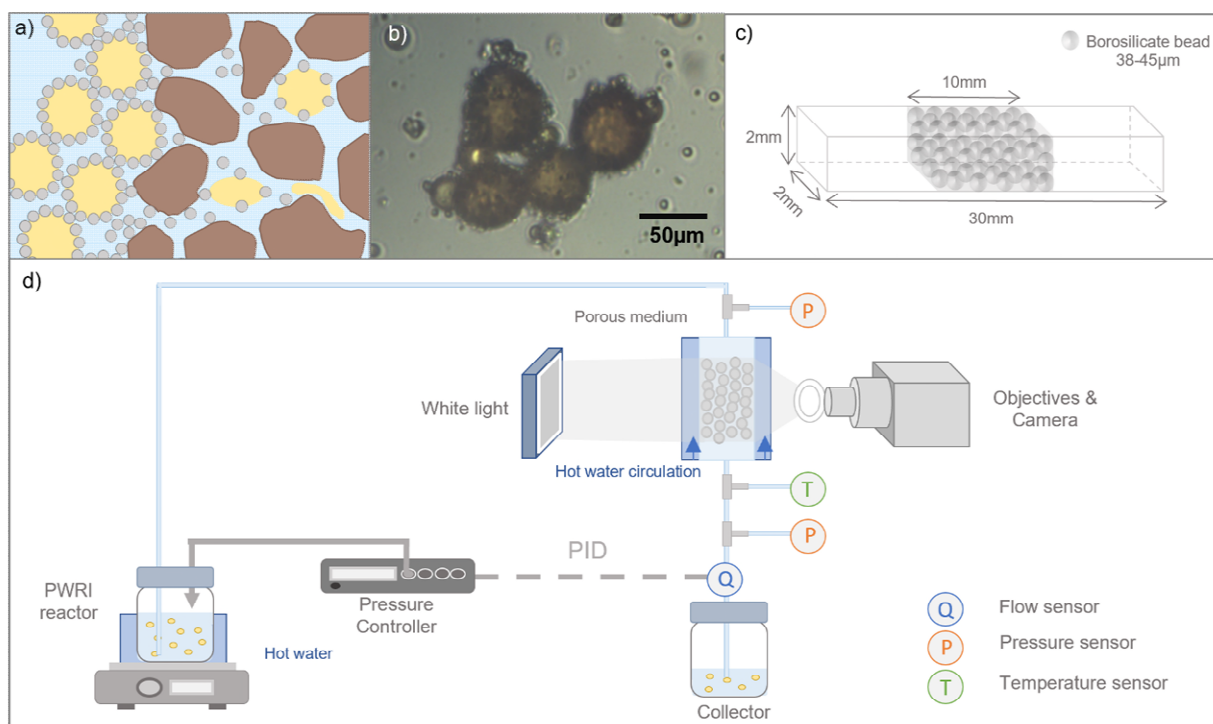 a)
b)
50µm
c)
Borosilicate bead
38-45µm
10mm
2mm
2mm
30mm
d)
P
Porous medium
White light
Objectives &
Camera
Hot water circulation
T
P
PID
Q
PWRI
reactor
Pressure
Controller
Hot water
Collector
Q Flow sensor
P Pressure sensor
T Temperature sensor